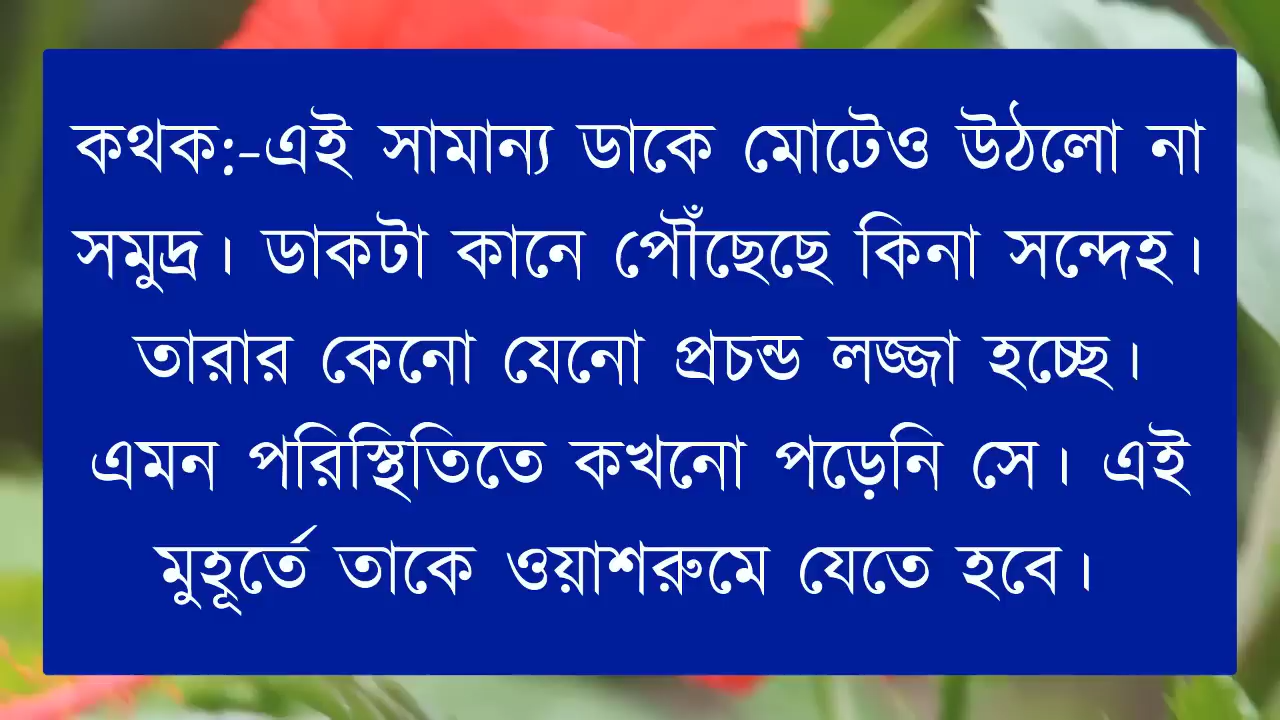 কথক:-এই সামান্য ডাকে মোটেও উঠলো না
সমুদ্র। ডাকটা কানে পৌঁছেছে কিনা সন্দেহ।
তারার কেনো যেনো প্রচন্ড লজ্জা হচ্ছে।
এমন পরিস্থিতিতে কখনো পড়েনি সে। এই
মুহূর্তে তাকে ওয়াশরুমে যেতে হবে।